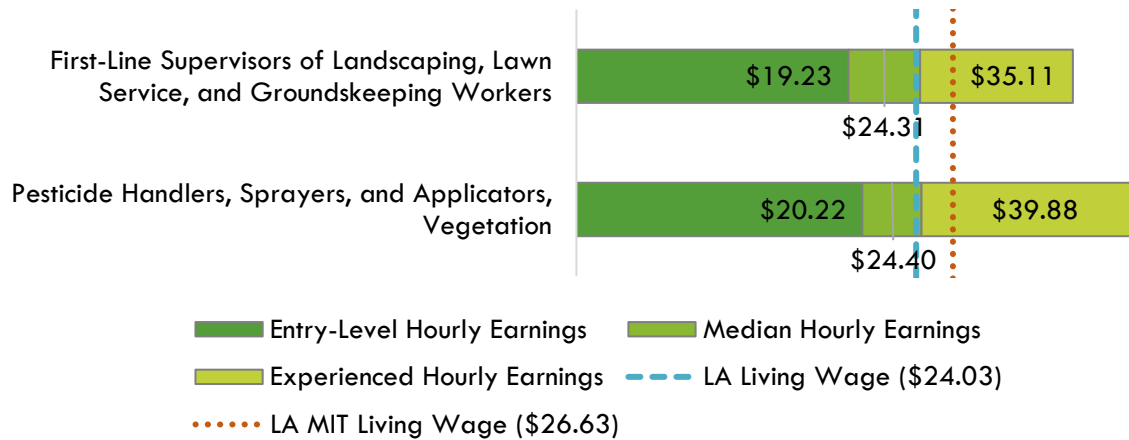 First-Line Supervisors of Landscaping, Lawn
Service, and Groundskeeping Workers
$19.23
$35.11
$24.31
Pesticide Handlers, Sprayers, and Applicators,
Vegetation
$20.22
$39.88
$24.40
Entry-Level Hourly Earnings
Median Hourly Earnings
Experienced Hourly Earnings
LA Living Wage ($24.03)
LA MIT Living Wage ($26.63)